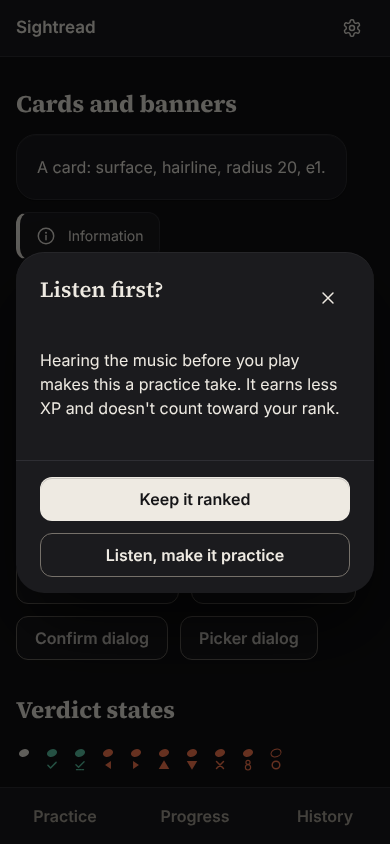 Sightread
Cards and banners
A card: surface, hairline, radius 20, e1.
Information
Listen first?
Hearing the music before you play
makes this a practice take. It earns less
XP and doesn't count toward your rank.
Keep it ranked
Listen, make it practice
Confirm dialog
Picker dialog
Verdict states
Practice
Progress
History